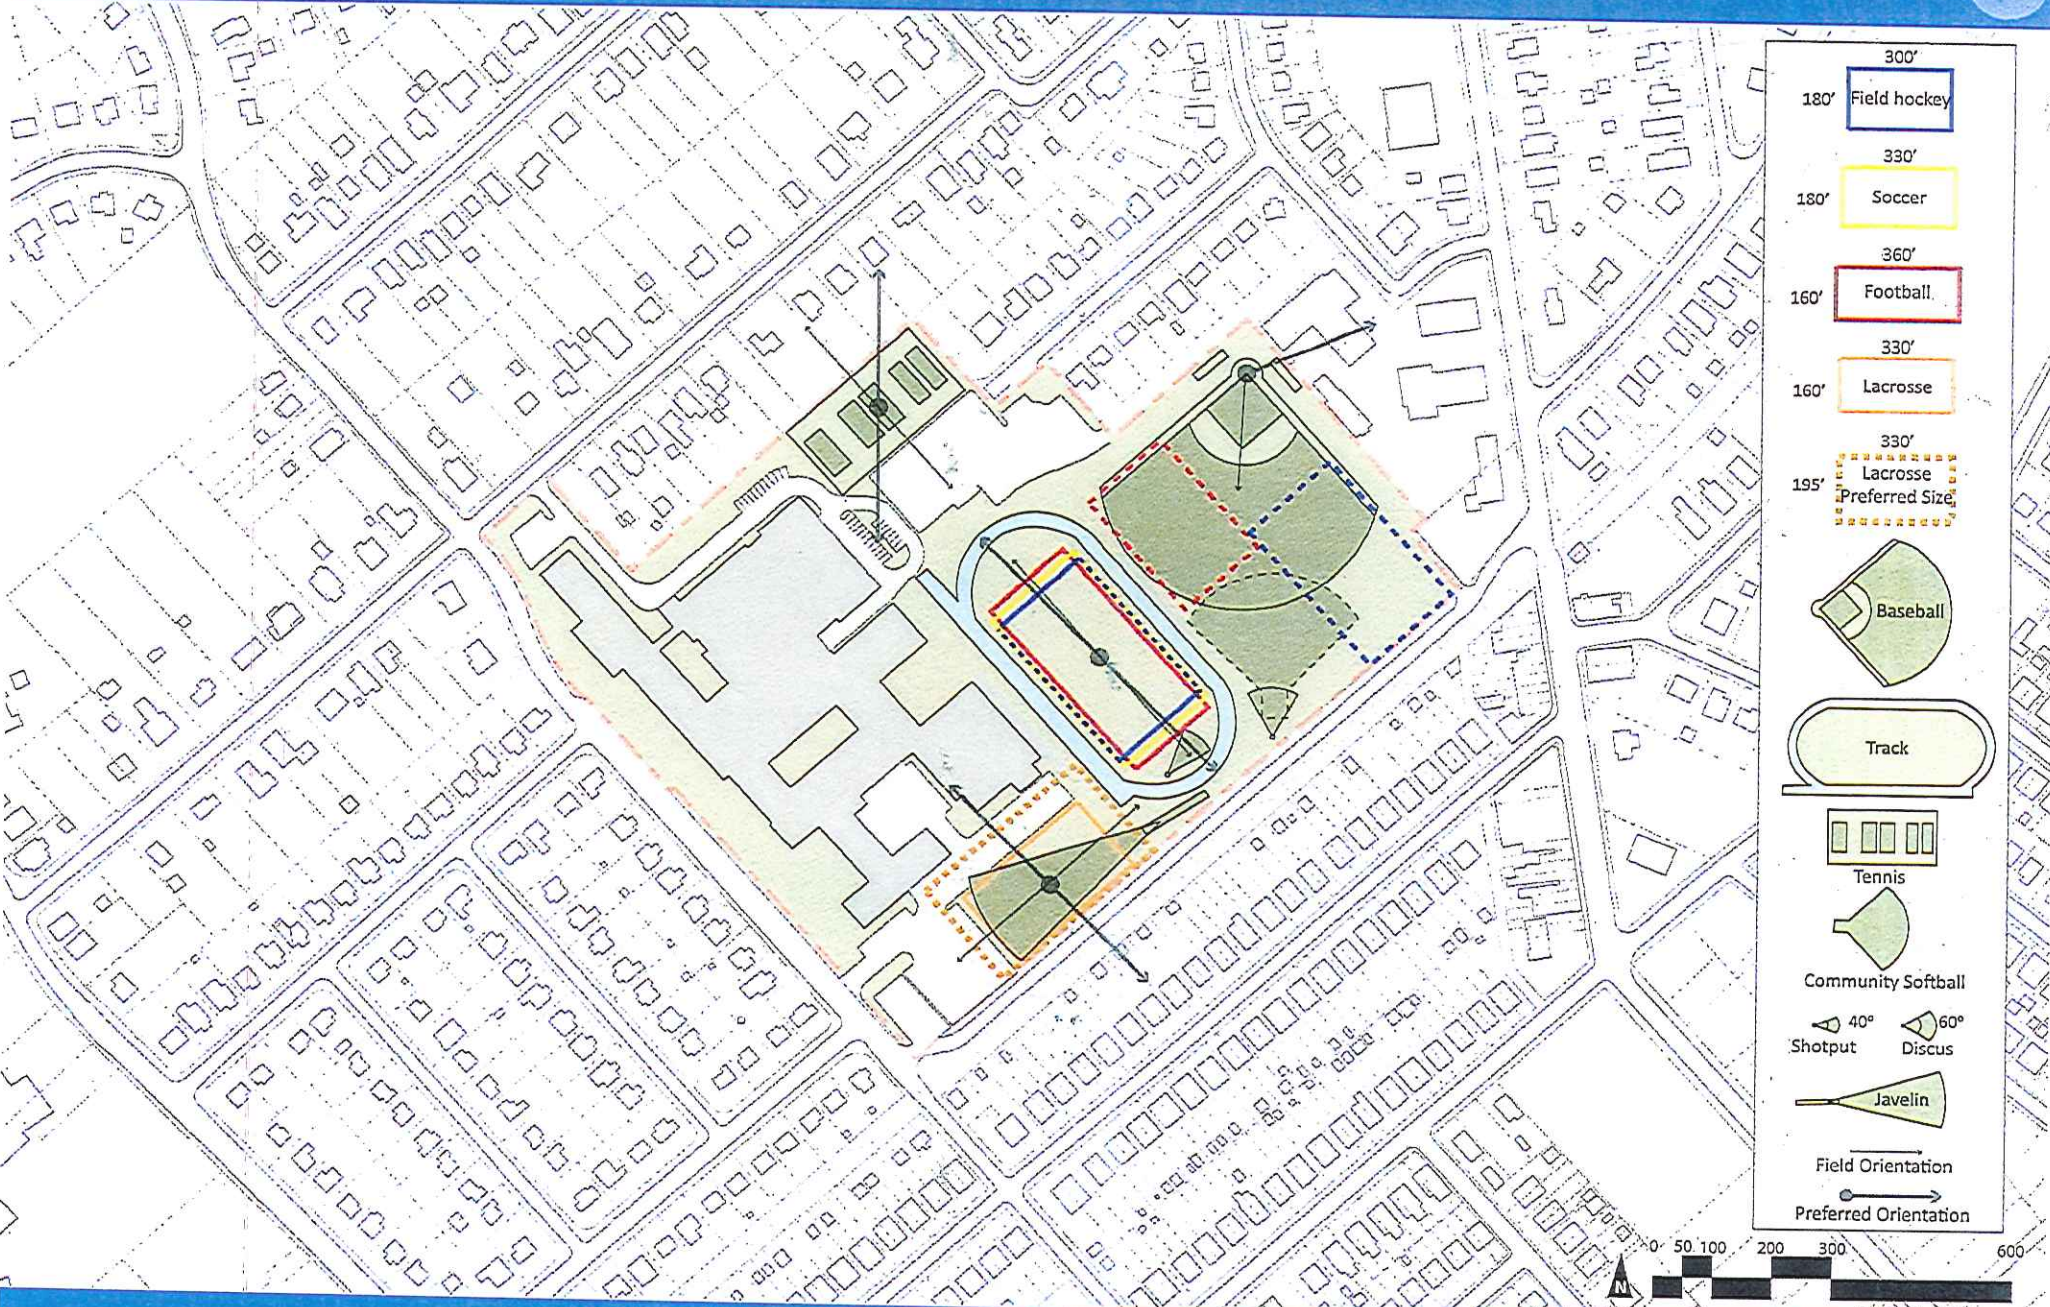 300'
180'
Field hockey
330'
180'
Soccer
360'
160'
Football
330'
160'
Lacrosse
330'
195'
Lacrosse
Preferred Size
Baseball
Track
Tennis
Community Softball
40°
60°
Shotput
Discus
Javelin
Field Orientation
Preferred Orientation
N
0 50 100 200 300 600